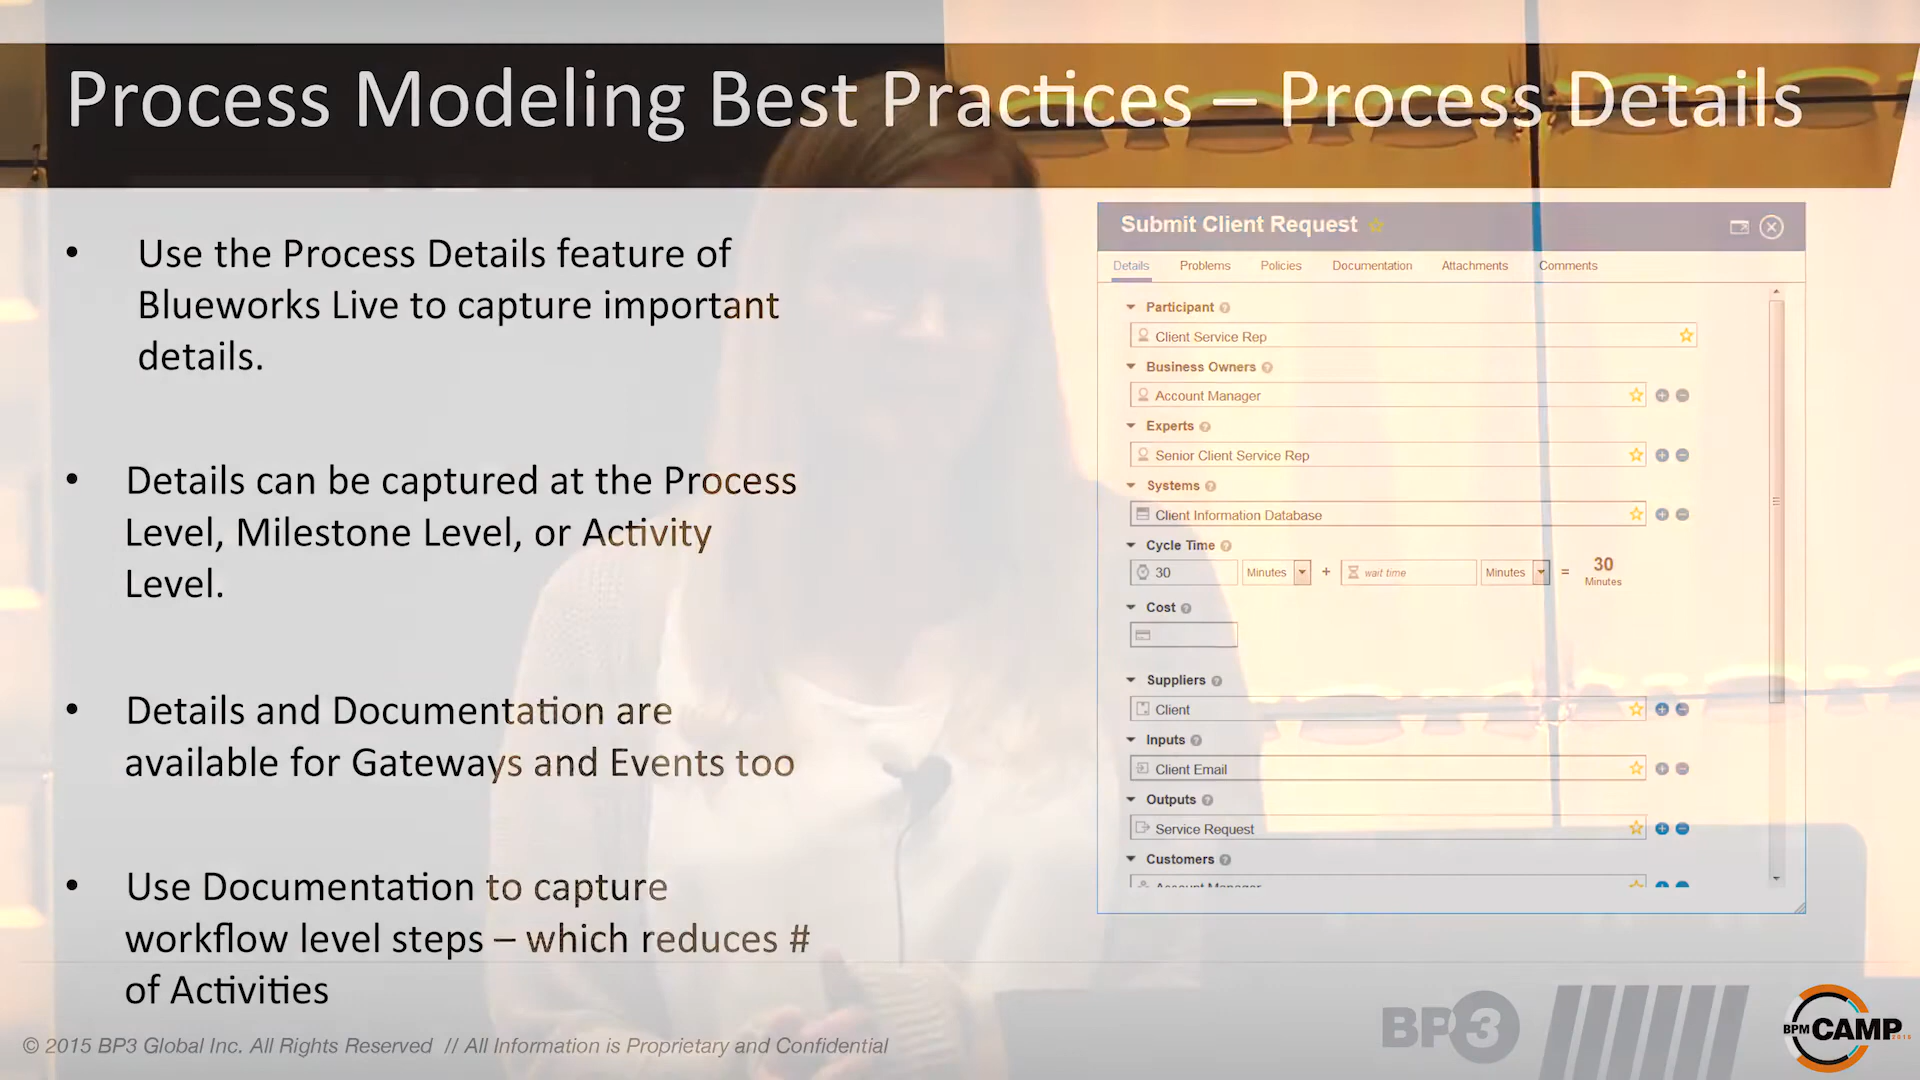 Process Modeling Best Practices – Process Details
• Use the Process Details feature of
Blueworks Live to capture important
details.
• Details can be captured at the Process
Level, Milestone Level, or Activity
Level.
• Details and Documentation are
available for Gateways and Events too
• Use Documentation to capture
workflow level steps – which reduces #
of Activities
Submit Client Request
Details Problems Policies Documentation Attachments Comments
Participant
Client Service Rep
Business Owners
Account Manager
Experts
Senior Client Service Rep
Systems
Client Information Database
Cycle Time
30 Minutes + wait time Minutes = 30
Minutes
Cost
Suppliers
Client
Inputs
Client Email
Outputs
Service Request
Customers
Account Manager
© 2015 BP3 Global Inc. All Rights Reserved // All Information is Proprietary and Confidential
BP3
BPM CAMP